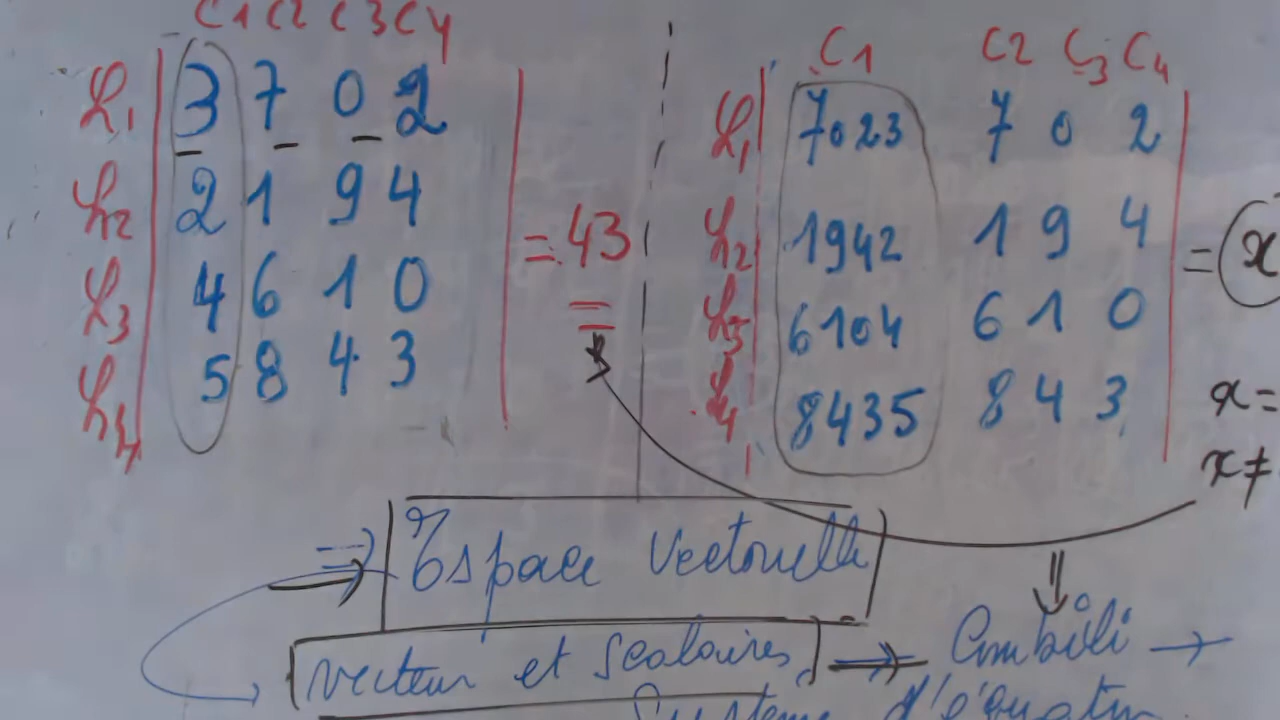 C1 C2 C3 C4
L1 3 7 0 2
L2 2 1 9 4
L3 4 6 1 0
L4 5 8 4 3
= 43
C1 C2 C3 C4
L1 7023 7 0 2
L2 1942 1 9 4
L3 6104 6 1 0
L4 8435 8 4 3
= x
x =
x ≠
⇒ Espace Vectorielle
Vecteur et scalaires ⇒ Combili →
Système d'équatin